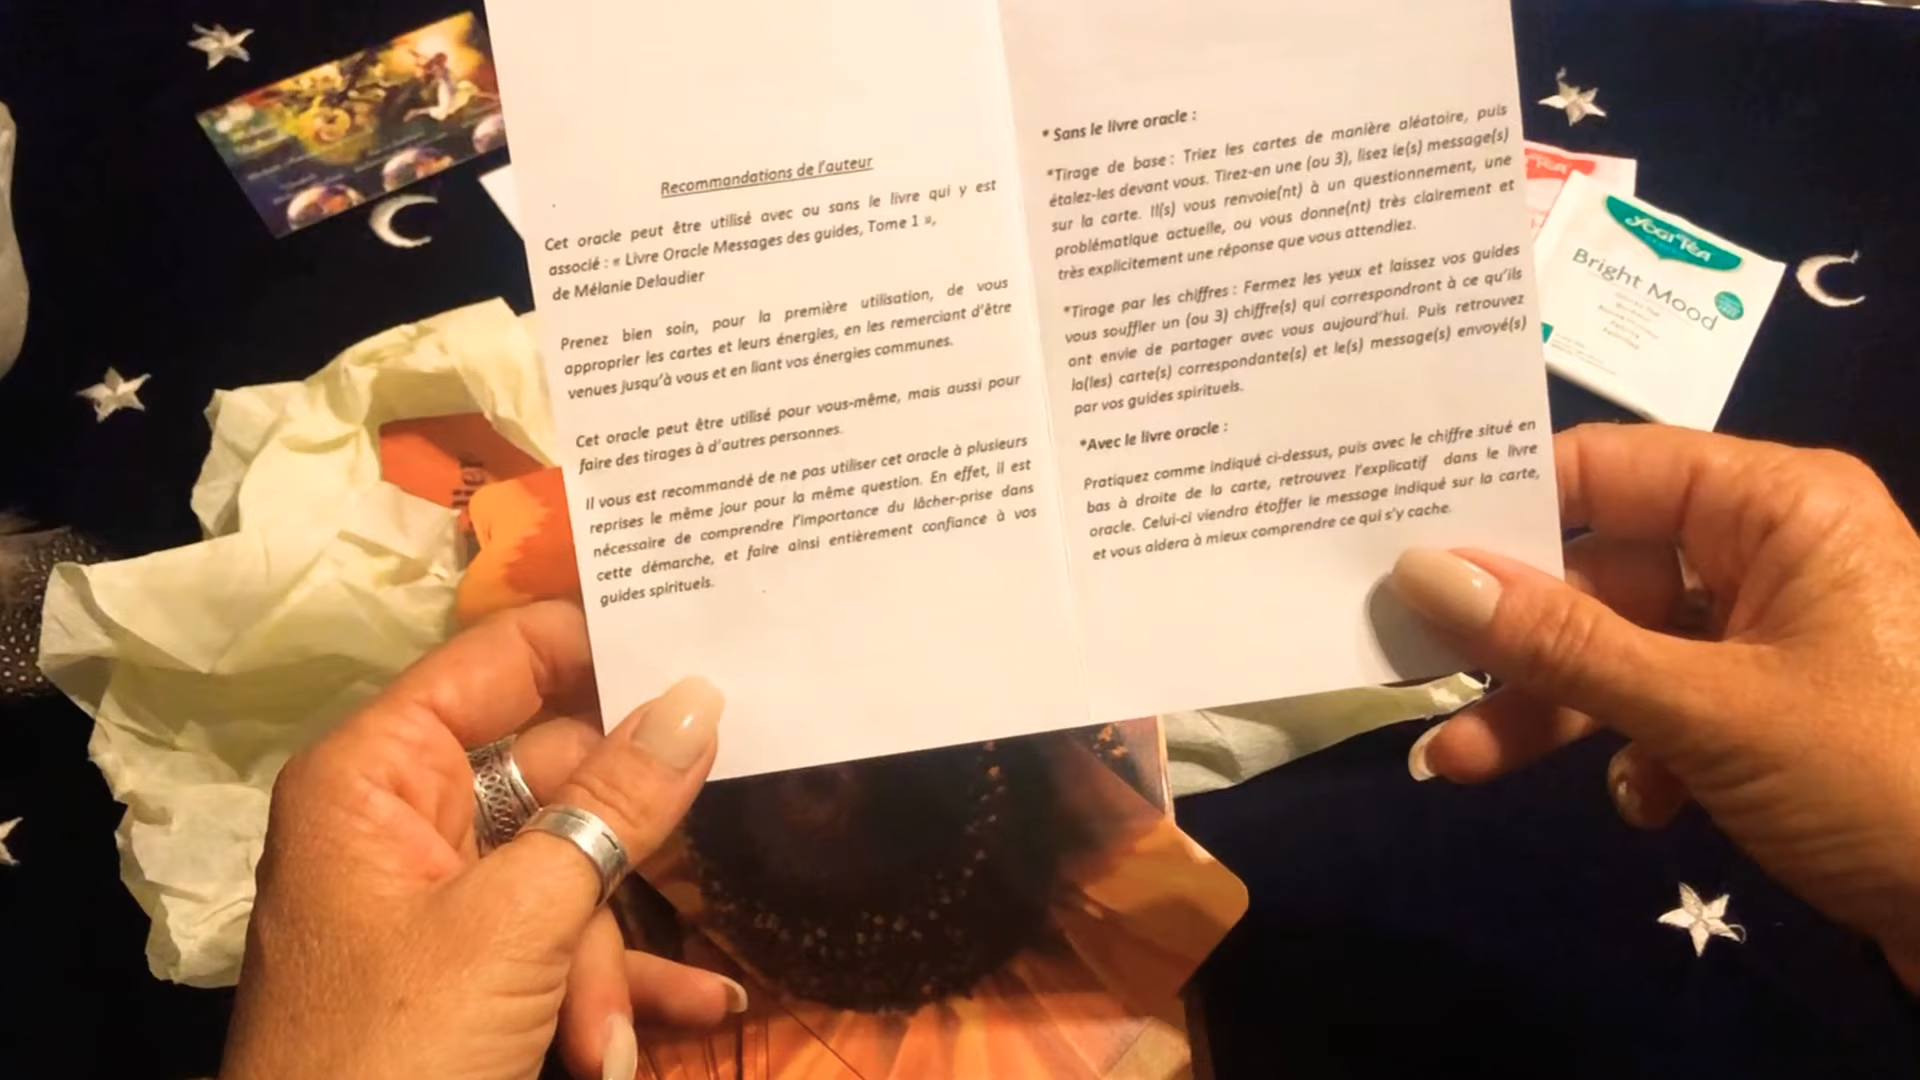 Recommandations de l'auteur
Cet oracle peut être utilisé avec ou sans le livre qui y est
associé : « Livre Oracle Messages des guides, Tome 1 »,
de Mélanie Delaudier
Prenez bien soin, pour la première utilisation, de vous
approprier les cartes et leurs énergies, en les remerciant d'être
venues jusqu'à vous et en liant vos énergies communes.
Cet oracle peut être utilisé pour vous-même, mais aussi pour
faire des tirages à d'autres personnes.
Il vous est recommandé de ne pas utiliser cet oracle à plusieurs
reprises le même jour pour la même question. En effet, il est
nécessaire de comprendre l'importance du lâcher-prise dans
cette démarche, et faire ainsi entièrement confiance à vos
guides spirituels.
* Sans le livre oracle :
*Tirage de base : Triez les cartes de manière aléatoire, puis
étalez-les devant vous. Tirez-en une (ou 3), lisez le(s) message(s)
sur la carte. Il(s) vous renvoie(nt) à un questionnement, une
problématique actuelle, ou vous donne(nt) très clairement et
très explicitement une réponse que vous attendiez.
*Tirage par les chiffres : Fermez les yeux et laissez vos guides
vous souffler un (ou 3) chiffre(s) qui correspondront à ce qu'ils
ont envie de partager avec vous aujourd'hui. Puis retrouvez
la(les) carte(s) correspondante(s) et le(s) message(s) envoyé(s)
par vos guides spirituels.
*Avec le livre oracle :
Pratiquez comme indiqué ci-dessus, puis avec le chiffre situé en
bas à droite de la carte, retrouvez l'explicatif dans le livre
oracle. Celui-ci viendra étoffer le message indiqué sur la carte,
et vous aidera à mieux comprendre ce qui s'y cache.
YOGI TEA
Bright Mood